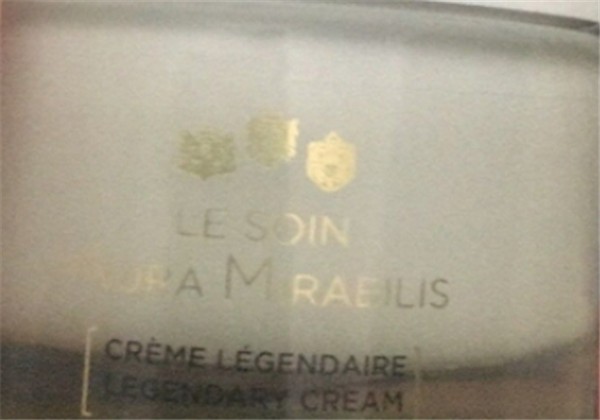 LE SOIN
AURA MIRABILIS
[CRÈME LÉGENDAIRE]
LEGENDARY CREAM